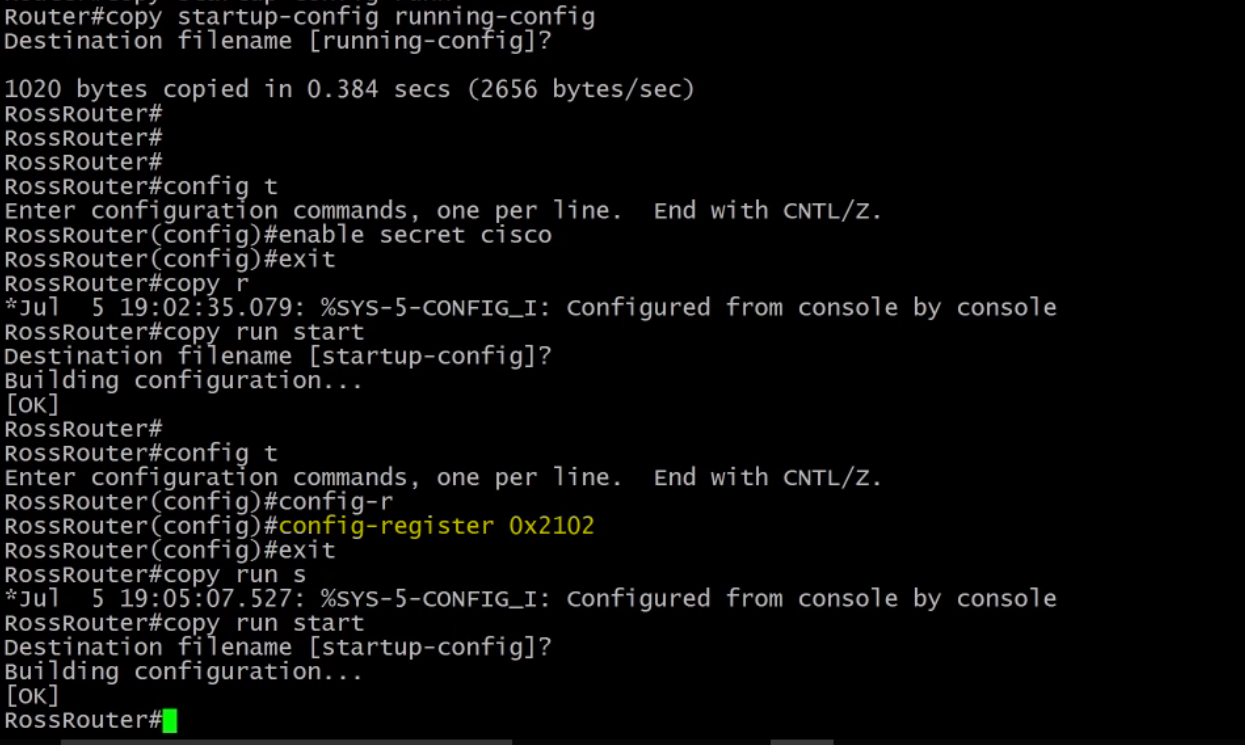 Router#copy startup-config running-config
Destination filename [running-config]?
1020 bytes copied in 0.384 secs (2656 bytes/sec)
RossRouter#
RossRouter#
RossRouter#
RossRouter#config t
Enter configuration commands, one per line.  End with CNTL/Z.
RossRouter(config)#enable secret cisco
RossRouter(config)#exit
RossRouter#copy r
*Jul  5 19:02:35.079: %SYS-5-CONFIG_I: Configured from console by console
RossRouter#copy run start
Destination filename [startup-config]?
Building configuration...
[OK]
RossRouter#
RossRouter#config t
Enter configuration commands, one per line.  End with CNTL/Z.
RossRouter(config)#config-r
RossRouter(config)#config-register 0x2102
RossRouter(config)#exit
RossRouter#copy run s
*Jul  5 19:05:07.527: %SYS-5-CONFIG_I: Configured from console by console
RossRouter#copy run start
Destination filename [startup-config]?
Building configuration...
[OK]
RossRouter#